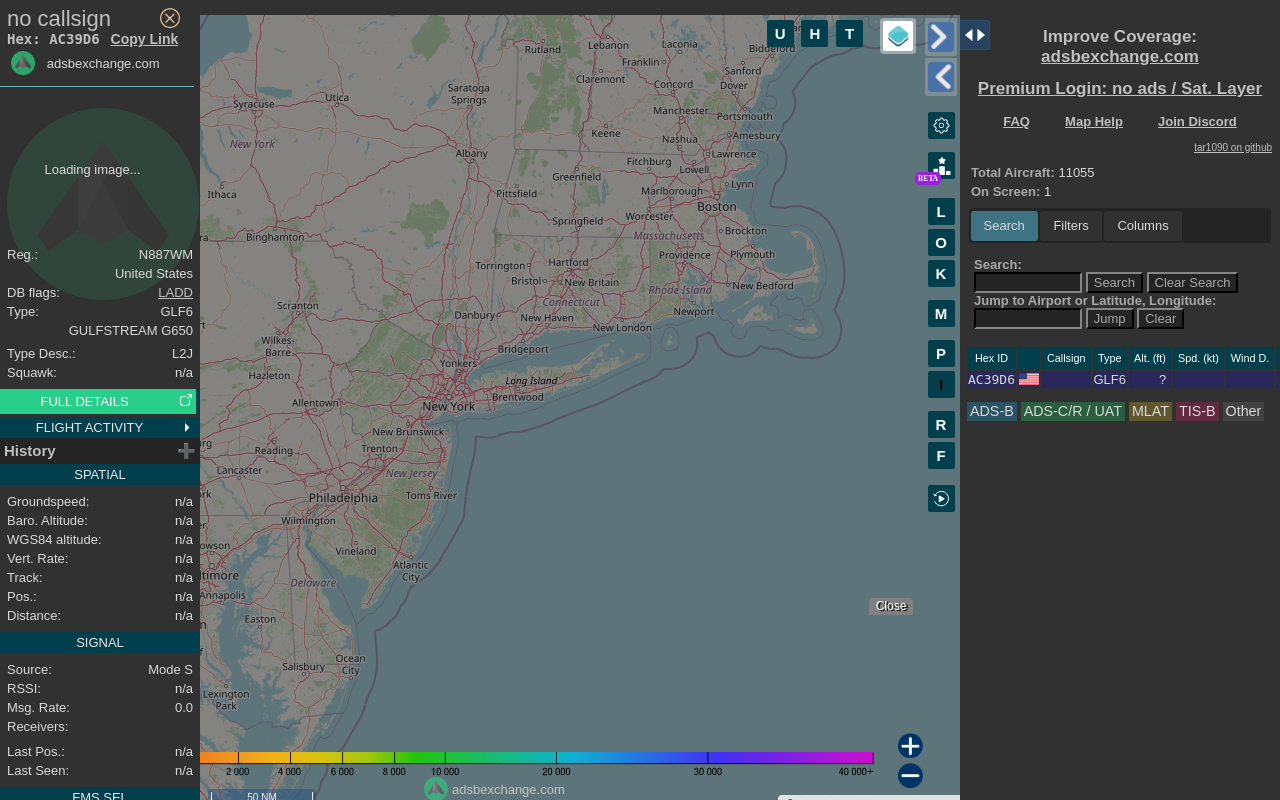 no callsign
Hex: AC39D6 Copy Link
adsbexchange.com
Loading image...
Reg.: N887WM
United States
DB flags: LADD
Type: GLF6
GULFSTREAM G650
Type Desc.: L2J
Squawk: n/a
FULL DETAILS
FLIGHT ACTIVITY
History
SPATIAL
Groundspeed: n/a
Baro. Altitude: n/a
WGS84 altitude: n/a
Vert. Rate: n/a
Track: n/a
Pos.: n/a
Distance: n/a
SIGNAL
Source: Mode S
RSSI: n/a
Msg. Rate: 0.0
Receivers:
Last Pos.: n/a
Last Seen: n/a
FMS SEL
U H T
BETA
L
O
K
M
P
I
R
F
Rutland
Lebanon
Laconia
Biddeford
Franklin
Claremont
Concord
Sanford
Dover
Saratoga
Springs
Utica
Syracuse
Manchester
Portsmouth
Keene
Nashua
Amesbury
New York
Albany
Fitchburg
Lawrence
Lowell
Greenfield
Ithaca
Pittsfield
Marlborough
Lynn
Boston
Worcester
Springfield
Binghamton
Massachusetts
Brockton
Torrington
Hartford
Providence
Plymouth
Bristol
New Britain
Rhode Island
New Bedford
Scranton
Connecticut
Danbury
New Haven
Newport
New London
Wilkes-
Barre
Bridgeport
Yonkers
Hazleton
Long Island
Brentwood
Allentown
New York
New Brunswick
Reading
Trenton
Lancaster
New Jersey
Toms River
Philadelphia
Wilmington
Vineland
Atlantic
City
Delaware
Annapolis
Easton
Ocean
City
Salisbury
Lexington
Park
Close
2 000 4 000 6 000 8 000 10 000 20 000 30 000 40 000+
adsbexchange.com
50 NM
Improve Coverage:
adsbexchange.com
Premium Login: no ads / Sat. Layer
FAQ Map Help Join Discord
tar1090 on github
Total Aircraft: 11055
On Screen: 1
Search Filters Columns
Search:
Search Clear Search
Jump to Airport or Latitude, Longitude:
Jump Clear
Hex ID Callsign Type Alt. (ft) Spd. (kt) Wind D.
AC39D6 GLF6 ?
ADS-B ADS-C/R / UAT MLAT TIS-B Other